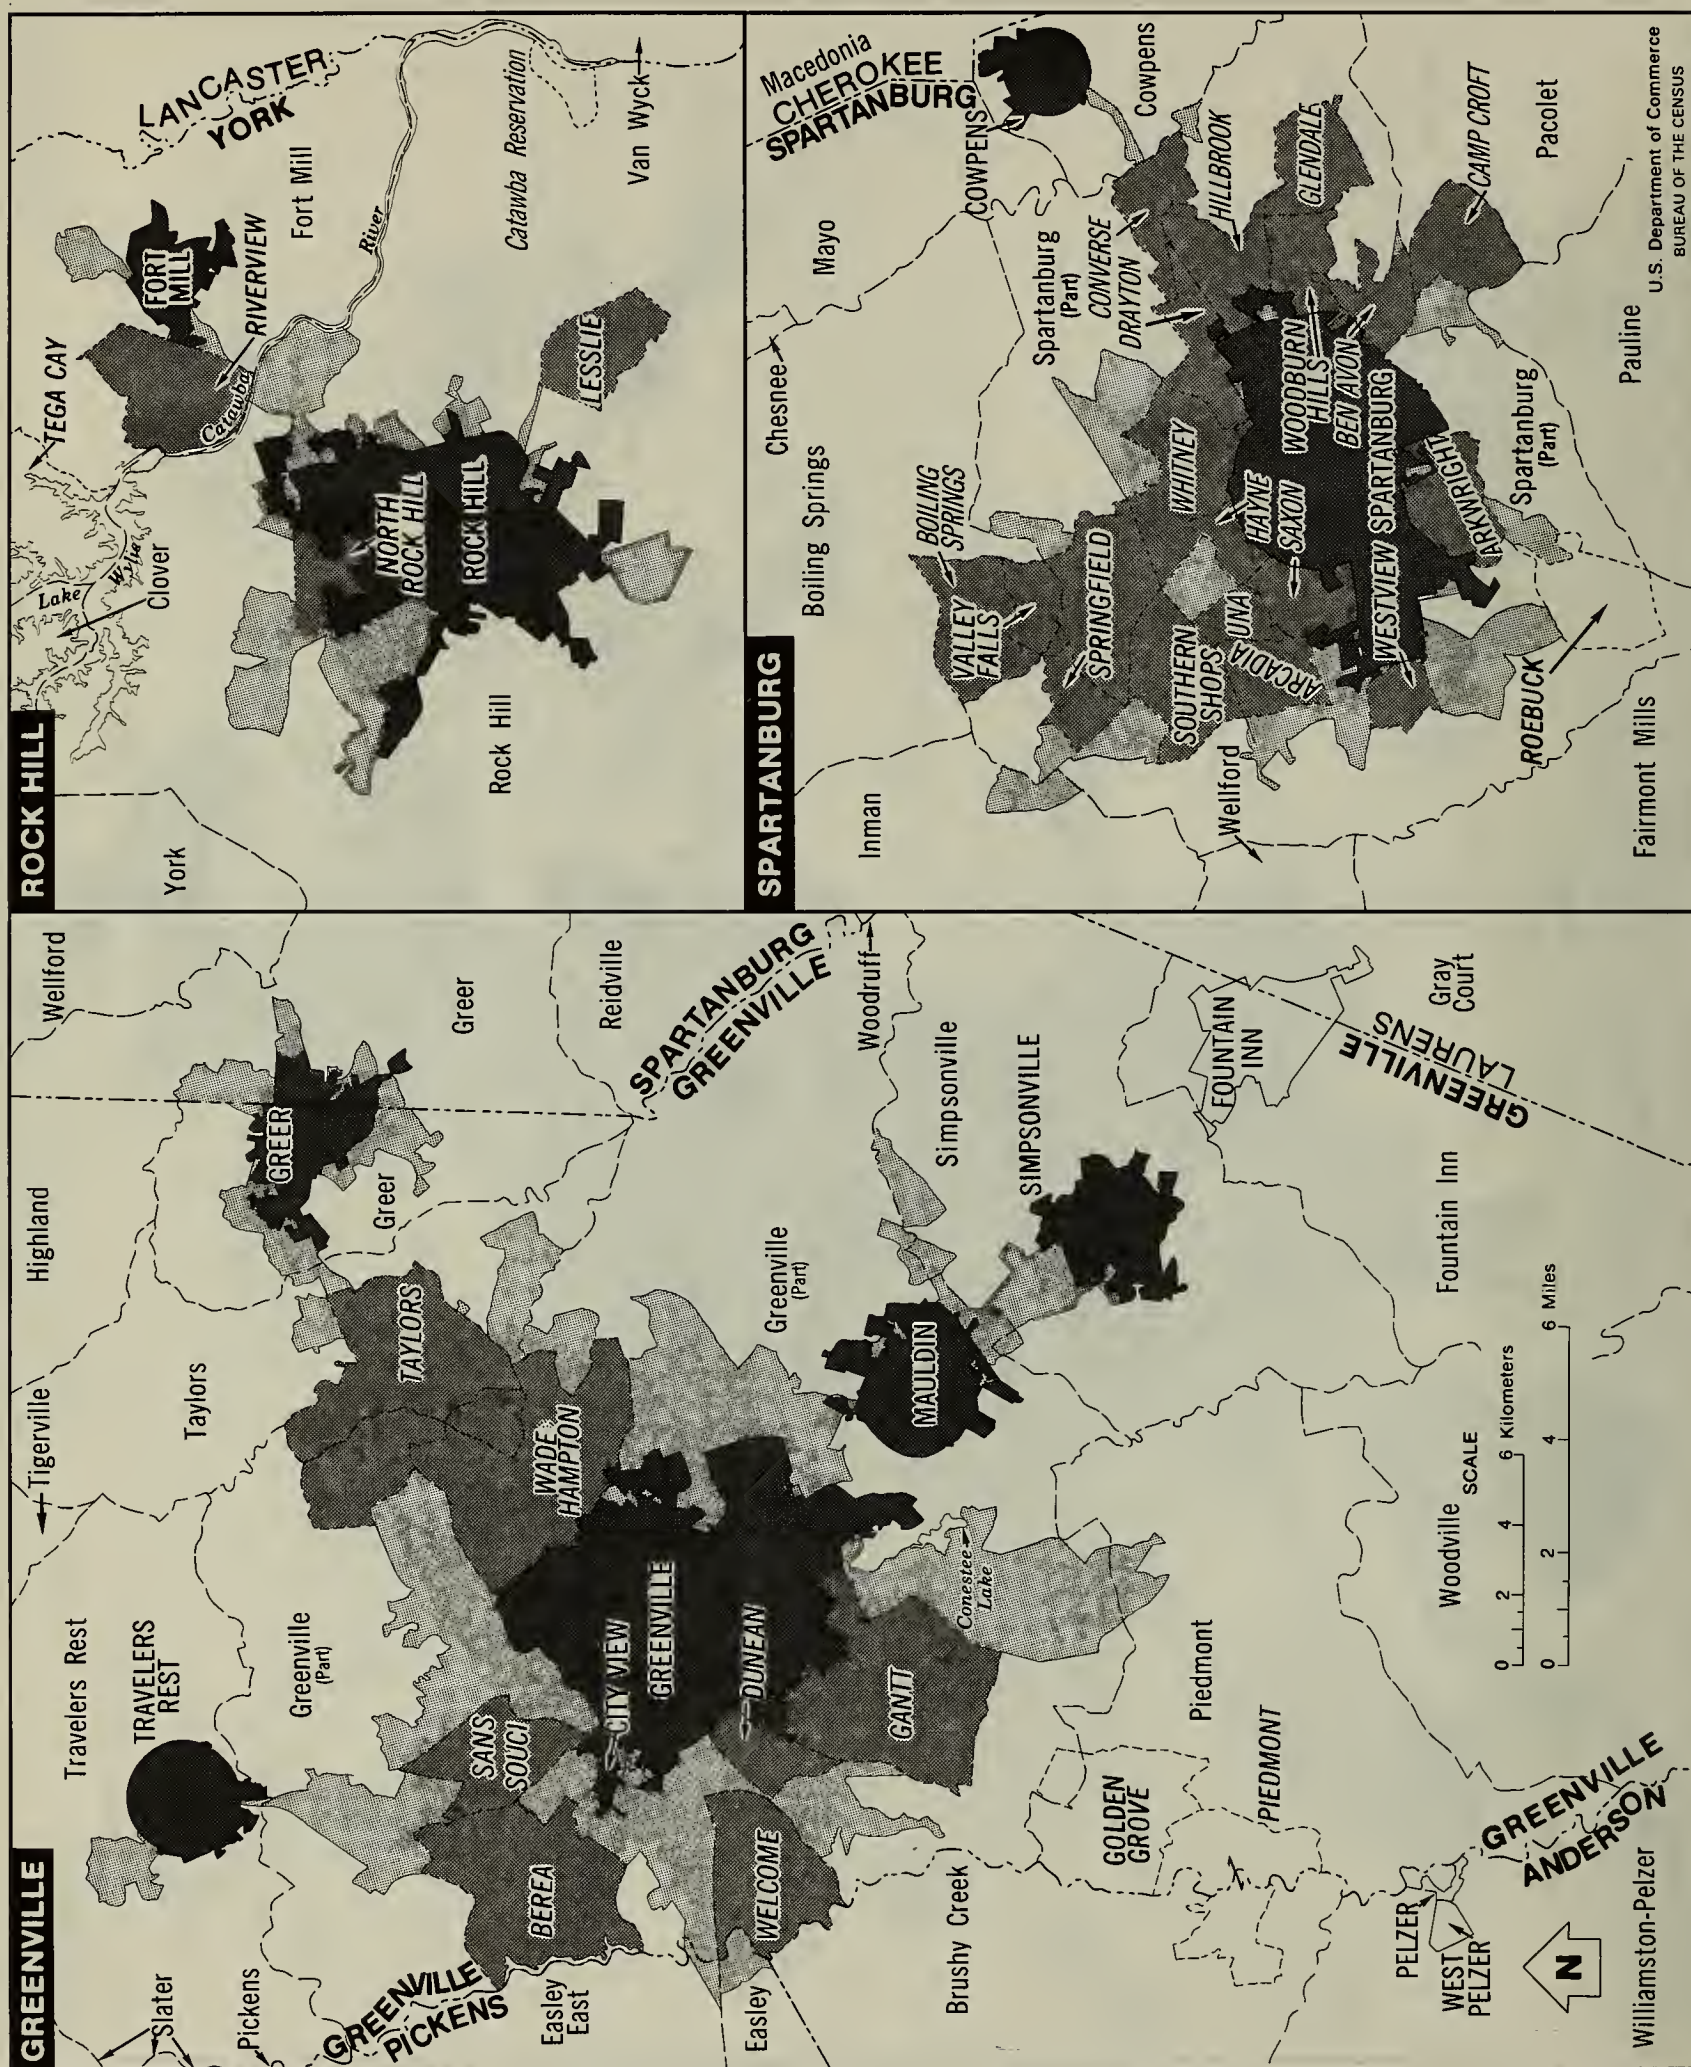 ROCK HILL
LANCASTER
YORK
TEGA CAY
FORT
MILL
RIVERVIEW
Fort Mill
River
Catawba Reservation
Van Wyck
Catawba
Lake
Wylie
Clover
NORTH
ROCK HILL
ROCK HILL
LESSLIE
Rock Hill
York
SPARTANBURG
Macedonia
CHEROKEE
SPARTANBURG
COWPENS
Cowpens
Mayo
Chesnee
Boiling Springs
Spartanburg
(Part)
CONVERSE
DRAYTON
HILLBROOK
GLENDALE
CAMP CROFT
Pacolet
BOILING
SPRINGS
WHITNEY
VALLEY
FALLS
SPRINGFIELD
HAYNE
SAXON
WOODBURN
HILLS
BEN AVON
WESTVIEW SPARTANBURG
ARKWRIGHT
Spartanburg
(Part)
Pauline
SOUTHERN
SHOPS
UNA
ARCADIA
ROEBUCK
Inman
Wellford
Fairmont Mills
U.S. Department of Commerce
BUREAU OF THE CENSUS
GREENVILLE
Wellford
Greer
Reidville
SPARTANBURG
GREENVILLE
Woodruff
Highland
GREER
Greer
Simpsonville
SIMPSONVILLE
FOUNTAIN
INN
Gray
Court
GREENVILLE
LAURENS
Tigerville
Taylors
TAYLORS
Greenville
(Part)
MAULDIN
Fountain Inn
WADE
HAMPTON
Travelers Rest
TRAVELERS
REST
Greenville
(Part)
CITY VIEW
GREENVILLE
DUNEAN
Conestee
Lake
SANS
SOUCI
GANTT
Piedmont
Woodville
BEREA
WELCOME
GOLDEN
GROVE
PIEDMONT
Slater
Pickens
GREENVILLE
PICKENS
Easley
East
Easley
Brushy Creek
PELZER
WEST
PELZER
GREENVILLE
ANDERSON
Williamston-Pelzer
N
SCALE
0 2 4 6 Kilometers
0 2 4 6 Miles